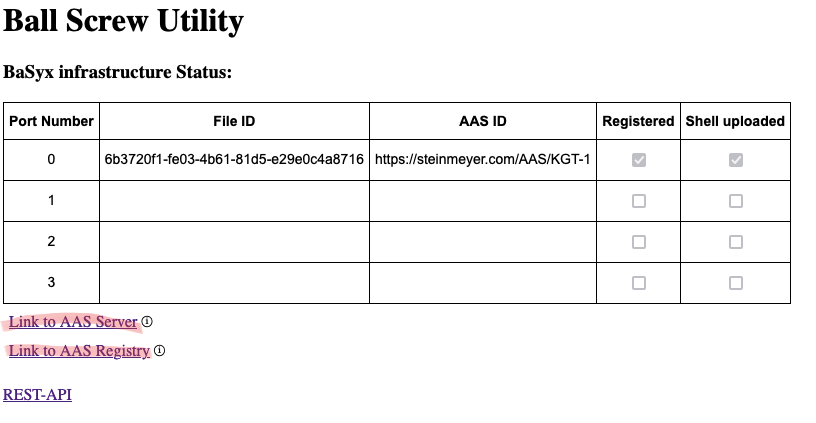 Ball Screw Utility
BaSyx infrastructure Status:
Port Number File ID AAS ID Registered Shell uploaded
0 6b3720f1-fe03-4b61-81d5-e29e0c4a8716 https://steinmeyer.com/AAS/KGT-1
1
2
3
Link to AAS Server ⓘ
Link to AAS Registry ⓘ
REST-API